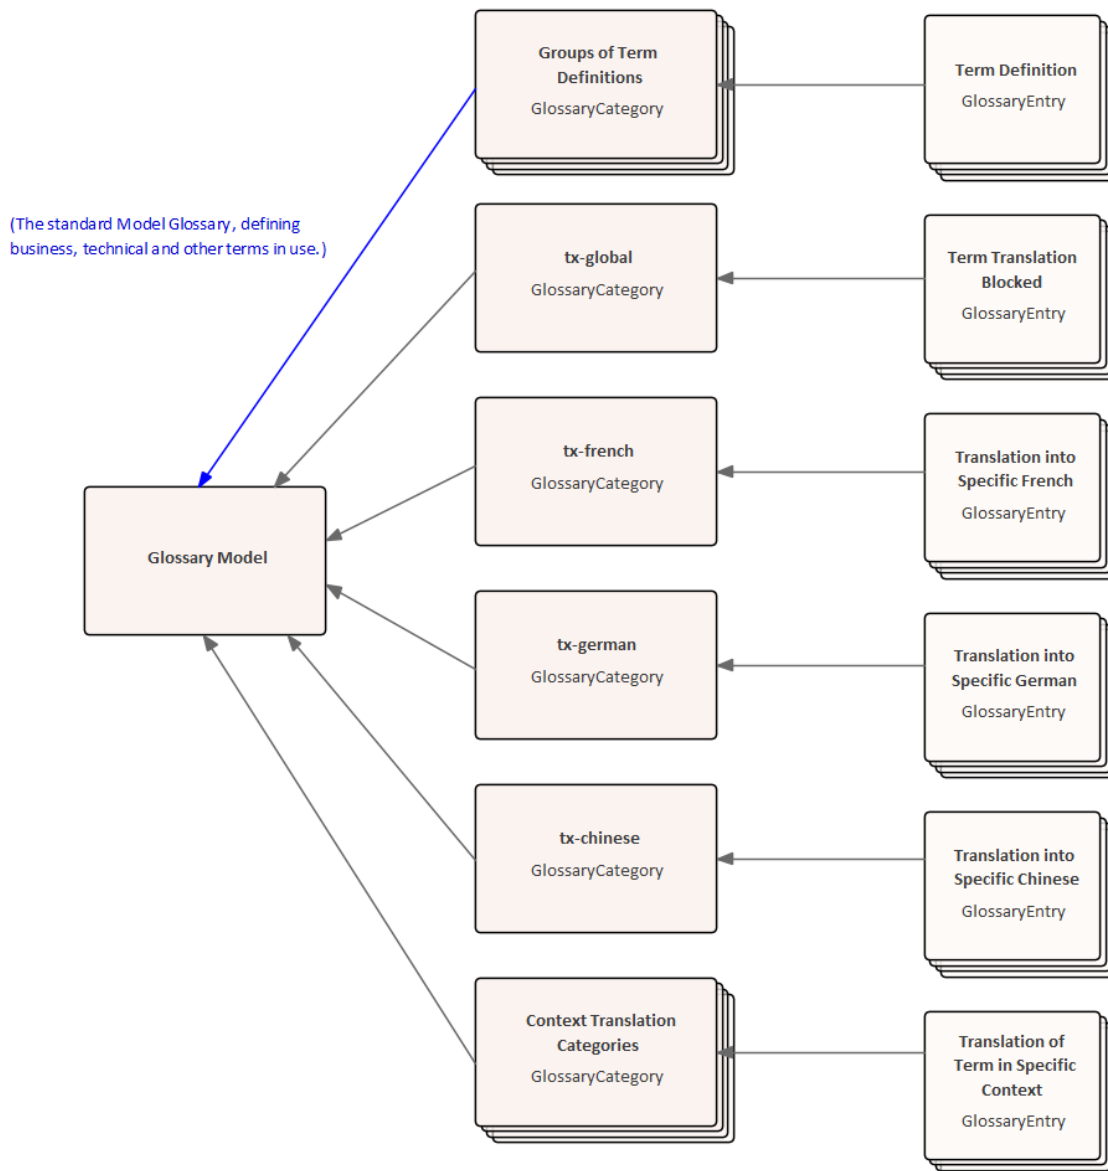 Groups of Term
Definitions
GlossaryCategory
Term Definition
GlossaryEntry
(The standard Model Glossary, defining
business, technical and other terms in use.)
tx-global
GlossaryCategory
Term Translation
Blocked
GlossaryEntry
tx-french
GlossaryCategory
Translation into
Specific French
GlossaryEntry
Glossary Model
tx-german
GlossaryCategory
Translation into
Specific German
GlossaryEntry
tx-chinese
GlossaryCategory
Translation into
Specific Chinese
GlossaryEntry
Context Translation
Categories
GlossaryCategory
Translation of
Term in Specific
Context
GlossaryEntry